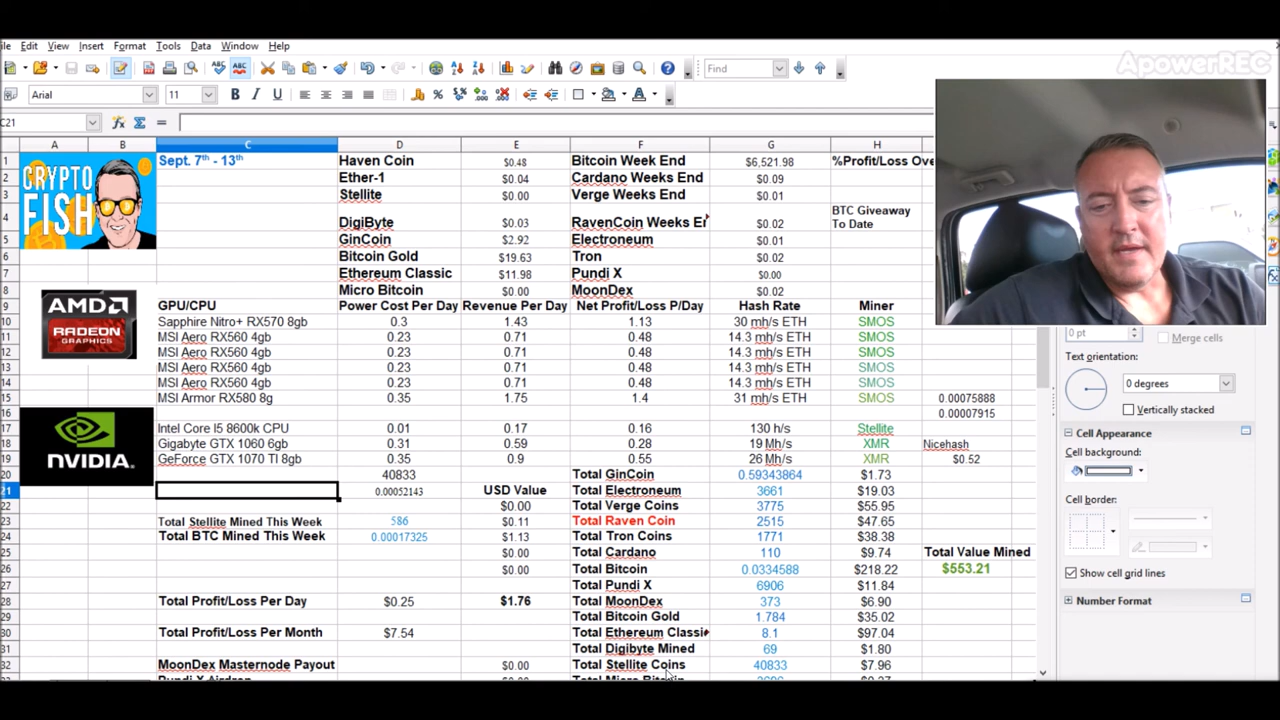 ApowerREC
Edit View Insert Format Tools Data Window Help
Find
Arial 11
C21
A B C D E F G H
1 Sept. 7th - 13th Haven Coin $0.48 Bitcoin Week End $6,521.98 %Profit/Loss Ove
2 Ether-1 $0.04 Cardano Weeks End $0.09
3 Stellite $0.00 Verge Weeks End $0.01
4 DigiByte $0.03 RavenCoin Weeks $0.02 BTC Giveaway
To Date
5 GinCoin $2.92 Electroneum $0.01
6 Bitcoin Gold $19.63 Tron $0.02
7 Ethereum Classic $11.98 Pundi X $0.00
8 Micro Bitcoin $0.00 MoonDex $0.02
CRYPTO
FISH
9 GPU/CPU Power Cost Per Day Revenue Per Day Net Profit/Loss P/Day Hash Rate Miner
10 Sapphire Nitro+ RX570 8gb 0.3 1.43 1.13 30 mh/s ETH SMOS
11 MSI Aero RX560 4gb 0.23 0.71 0.48 14.3 mh/s ETH SMOS
12 MSI Aero RX560 4gb 0.23 0.71 0.48 14.3 mh/s ETH SMOS
13 MSI Aero RX560 4gb 0.23 0.71 0.48 14.3 mh/s ETH SMOS
14 MSI Aero RX560 4gb 0.23 0.71 0.48 14.3 mh/s ETH SMOS
15 MSI Armor RX580 8g 0.35 1.75 1.4 31 mh/s ETH SMOS 0.00075888
16 0.00007915
AMD
RADEON
GRAPHICS
17 Intel Core I5 8600k CPU 0.01 0.17 0.16 130 h/s Stellite
18 Gigabyte GTX 1060 6gb 0.31 0.59 0.28 19 Mh/s XMR Nicehash
19 GeForce GTX 1070 TI 8gb 0.35 0.9 0.55 26 Mh/s XMR $0.52
NVIDIA.
20 40833 Total GinCoin 0.59343864 $1.73
21 0.00052143 USD Value Total Electroneum 3661 $19.03
22 $0.00 Total Verge Coins 3775 $55.95
23 Total Stellite Mined This Week 586 $0.11 Total Raven Coin 2515 $47.65
24 Total BTC Mined This Week 0.00017325 $1.13 Total Tron Coins 1771 $38.38
25 $0.00 Total Cardano 110 $9.74 Total Value Mined
26 $0.00 Total Bitcoin 0.0334588 $218.22 $553.21
27 Total Pundi X 6906 $11.84
28 Total Profit/Loss Per Day $0.25 $1.76 Total MoonDex 373 $6.90
29 Total Bitcoin Gold 1.784 $35.02
30 Total Profit/Loss Per Month $7.54 Total Ethereum Classi 8.1 $97.04
31 Total Digibyte Mined 69 $1.80
32 MoonDex Masternode Payout $0.00 Total Stellite Coins 40833 $7.96
0 pt Merge cells
Text orientation:
0 degrees
Vertically stacked
Cell Appearance
Cell background:
Cell border:
Show cell grid lines
Number Format